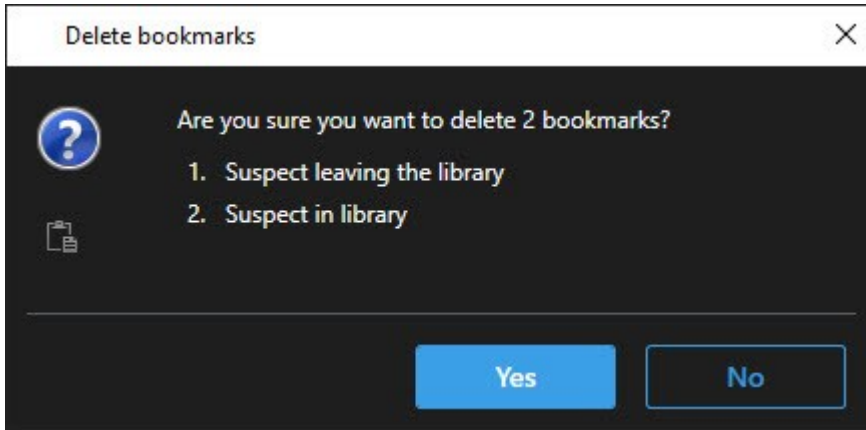 Delete bookmarks
Are you sure you want to delete 2 bookmarks?
1. Suspect leaving the library
2. Suspect in library
Yes
No